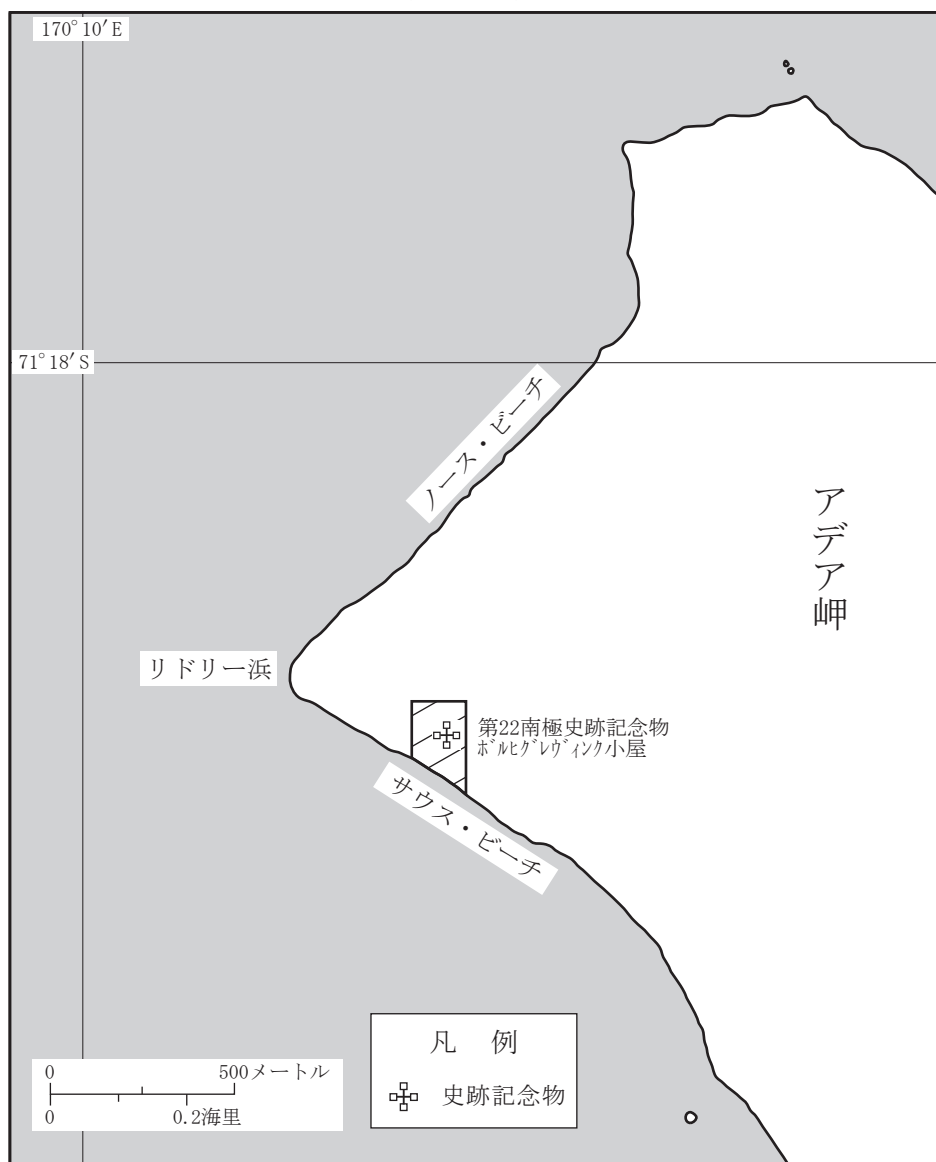 170°10′E
71°18′S
ノース・ビーチ
アデア岬
リドリー浜
第22南極史跡記念物
ボルヒグレヴィンク小屋
サウス・ビーチ
凡 例
史跡記念物
0 500メートル
0 0.2海里